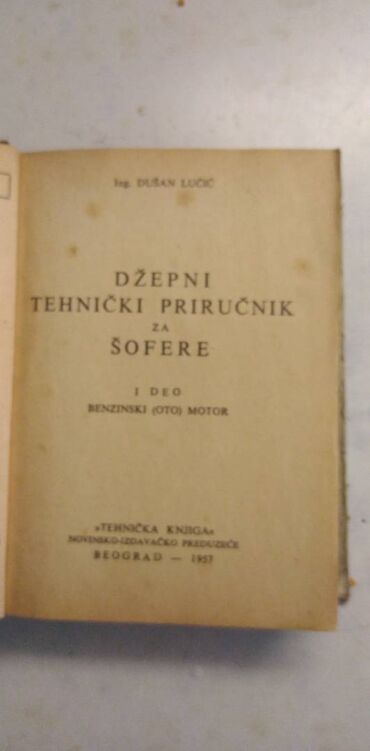 Ing. DUŠAN LUČIĆ
DŽEPNI
TEHNIČKI PRIRUČNIK
ZA
ŠOFERE
I DEO
BENZINSKI (OTO) MOTOR
»TEHNIČKA KNJIGA«
NOVINSKO-IZDAVAČKO PREDUZEĆE
BEOGRAD — 1957